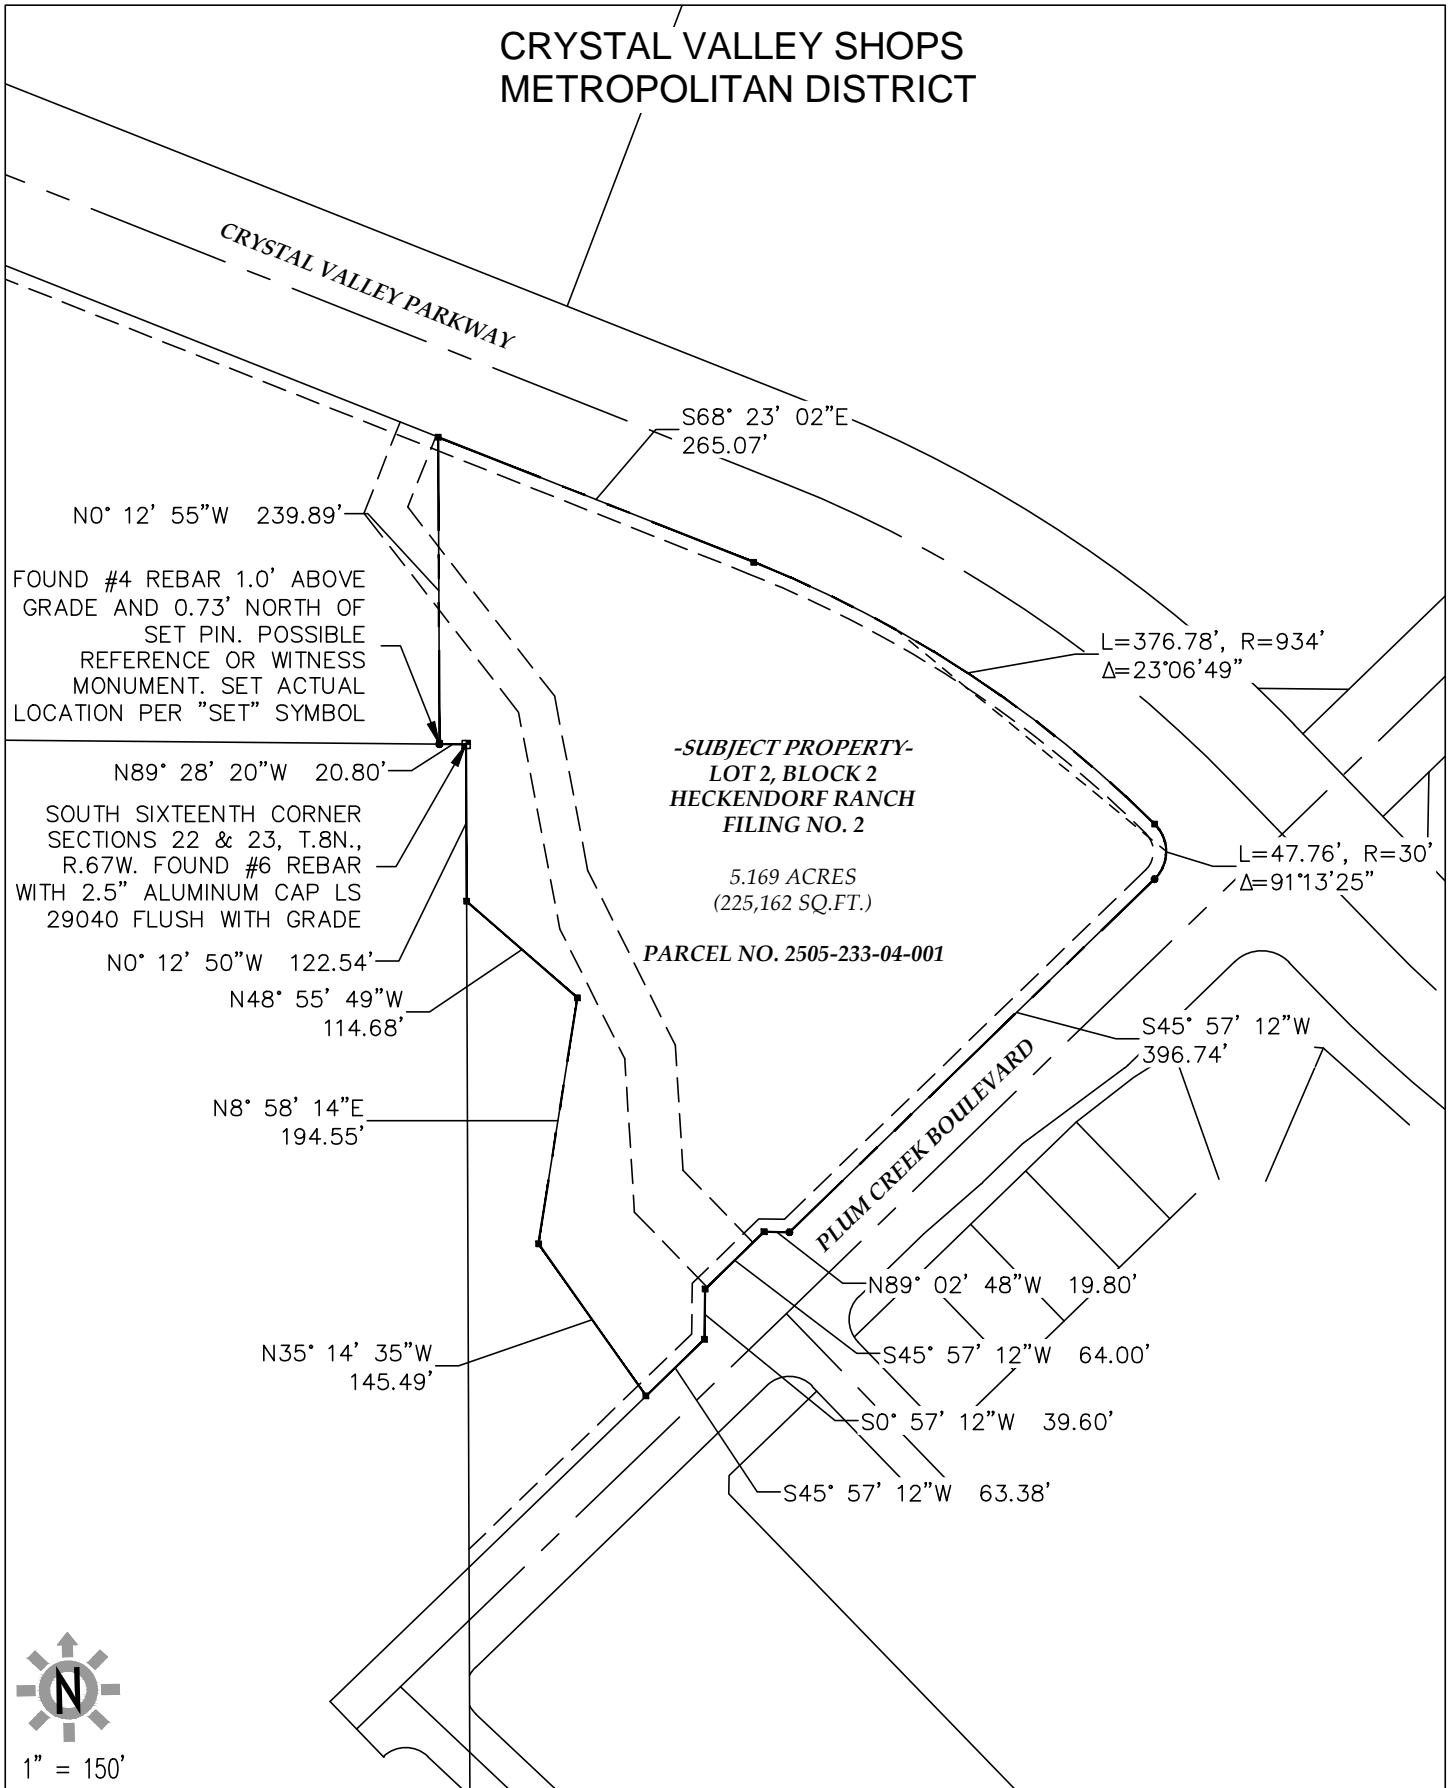 CRYSTAL VALLEY SHOPS
METROPOLITAN DISTRICT
CRYSTAL VALLEY PARKWAY
S68° 23' 02"E
265.07'
N0° 12' 55"W 239.89'
FOUND #4 REBAR 1.0' ABOVE
GRADE AND 0.73' NORTH OF
SET PIN. POSSIBLE
REFERENCE OR WITNESS
MONUMENT. SET ACTUAL
LOCATION PER "SET" SYMBOL
L=376.78', R=934'
Δ=23°06'49"
N89° 28' 20"W 20.80'
-SUBJECT PROPERTY-
LOT 2, BLOCK 2
HECKENDORF RANCH
FILING NO. 2
5.169 ACRES
(225,162 SQ.FT.)
PARCEL NO. 2505-233-04-001
SOUTH SIXTEENTH CORNER
SECTIONS 22 & 23, T.8N.,
R.67W. FOUND #6 REBAR
WITH 2.5" ALUMINUM CAP LS
29040 FLUSH WITH GRADE
L=47.76', R=30'
Δ=91°13'25"
N0° 12' 50"W 122.54'
N48° 55' 49"W
114.68'
S45° 57' 12"W
396.74'
PLUM CREEK BOULEVARD
N8° 58' 14"E
194.55'
N89° 02' 48"W 19.80'
N35° 14' 35"W
145.49'
S45° 57' 12"W 64.00'
S0° 57' 12"W 39.60'
S45° 57' 12"W 63.38'
N
1" = 150'